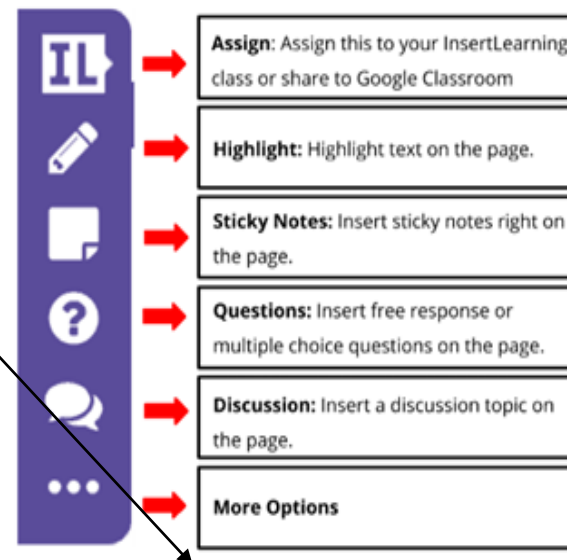 IL
Assign: Assign this to your InsertLearning
class or share to Google Classroom
Highlight: Highlight text on the page.
Sticky Notes: Insert sticky notes right on
the page.
?
Questions: Insert free response or
multiple choice questions on the page.
Discussion: Insert a discussion topic on
the page.
More Options